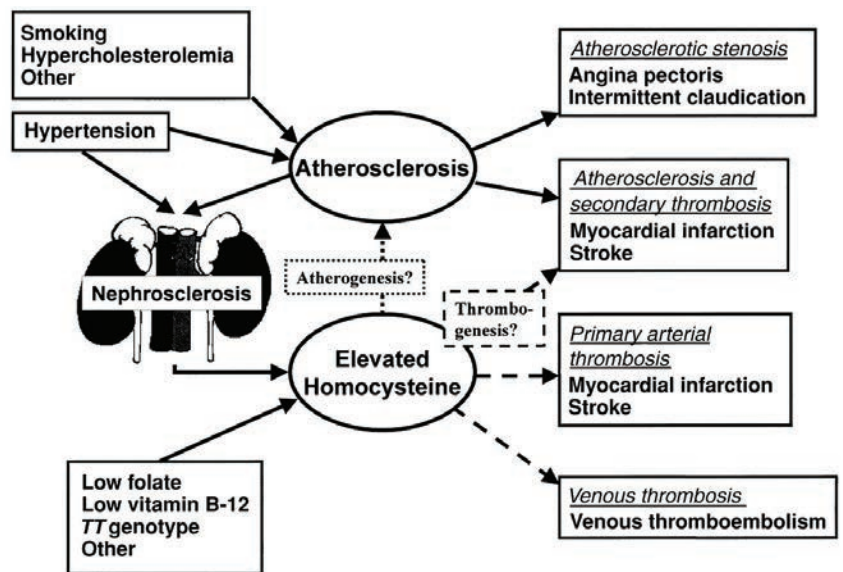 Smoking
Hypercholesterolemia
Other
Hypertension
Atherosclerosis
Nephrosclerosis
Atherogenesis?
Thrombo-
genesis?
Elevated
Homocysteine
Low folate
Low vitamin B-12
TT genotype
Other
Atherosclerotic stenosis
Angina pectoris
Intermittent claudication
Atherosclerosis and
secondary thrombosis
Myocardial infarction
Stroke
Primary arterial
thrombosis
Myocardial infarction
Stroke
Venous thrombosis
Venous thromboembolism